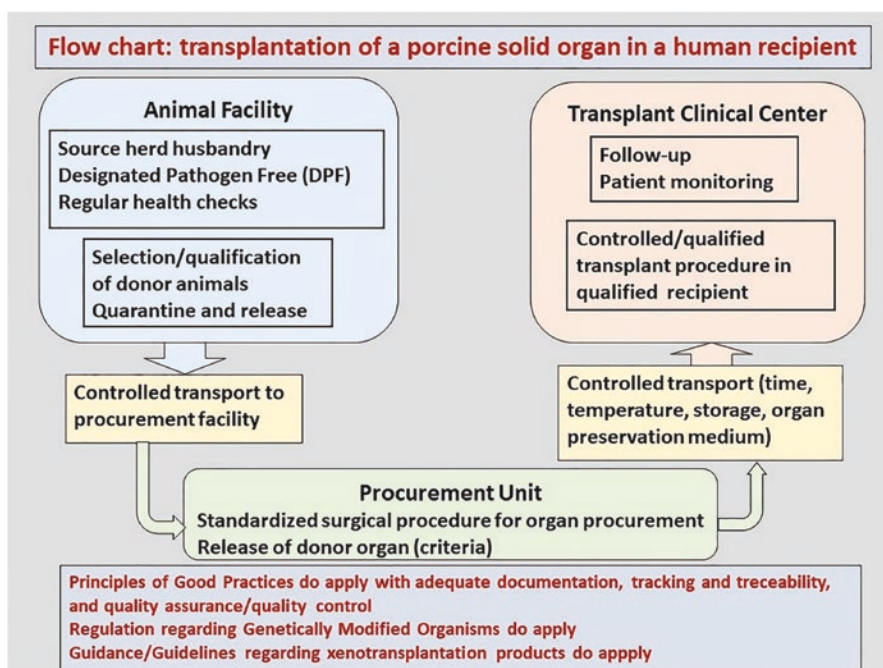 Flow chart: transplantation of a porcine solid organ in a human recipient
Animal Facility
Source herd husbandry
Designated Pathogen Free (DPF)
Regular health checks
Selection/qualification
of donor animals
Quarantine and release
Controlled transport to
procurement facility
Procurement Unit
Standardized surgical procedure for organ procurement
Release of donor organ (criteria)
Controlled transport (time,
temperature, storage, organ
preservation medium)
Transplant Clinical Center
Follow-up
Patient monitoring
Controlled/qualified
transplant procedure in
qualified recipient
Principles of Good Practices do apply with adequate documentation, tracking and treceability,
and quality assurance/quality control
Regulation regarding Genetically Modified Organisms do apply
Guidance/Guidelines regarding xenotransplantation products do appply